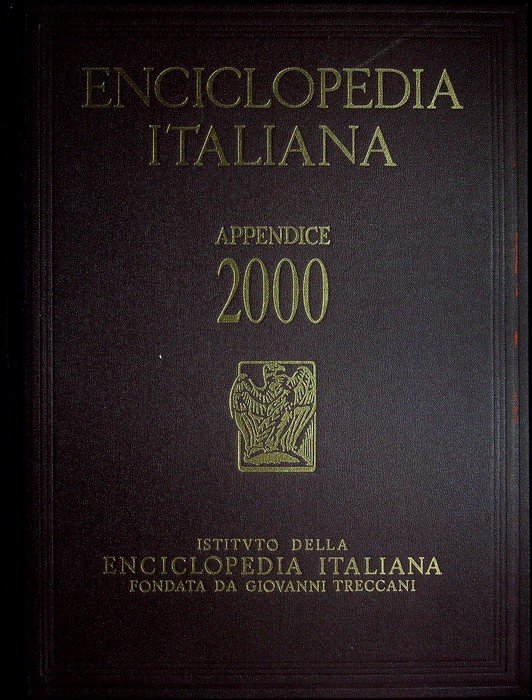 ENCICLOPEDIA
ITALIANA
APPENDICE
2000
ISTITVTO DELLA
ENCICLOPEDIA ITALIANA
FONDATA DA GIOVANNI TRECCANI